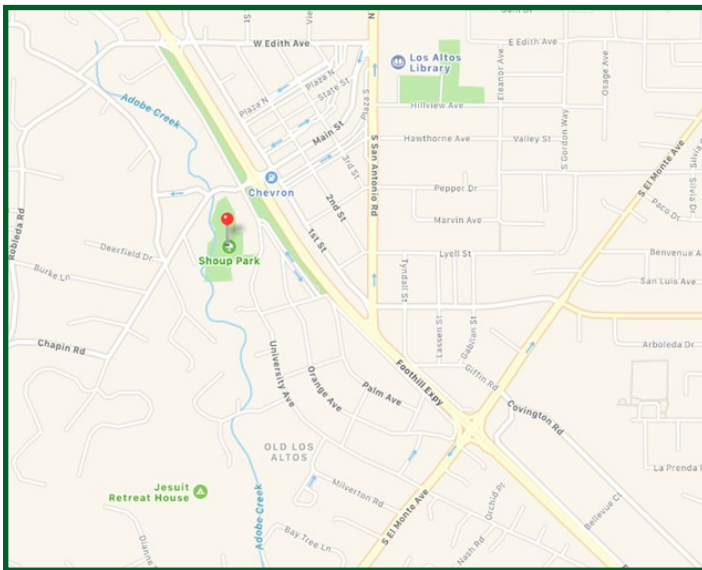 W Edith Ave
E Edith Ave
Plaza N
State St
Los Altos
Library
Eleanor Ave
Osage Ave
Adobe Creek
Plaza N
Plaza S
Hillview Ave
Main St
N
S San Antonio Rd
Hawthorne Ave
Valley St
S Gordon Way
S El Monte Ave
3rd St
Chevron
2nd St
Pepper Dr
Silvia Dr
Paco Dr
Marvin Ave
Robleda Rd
1st St
Deerfield Dr
Shoup Park
Lyell St
Benvenue Av
Burke Ln
Tyndall St
San Luis Ave
Lassen St
Gabilan St
Chapin Rd
Arboleda Dr
University Ave
Orange Ave
Foothill Expy
Giffin Rd
Palm Ave
Covington Rd
OLD LOS
ALTOS
La Prenda
Jesuit
Retreat House
Milverton Rd
Orchid Pl
Bellevue Ct
Adobe Creek
S El Monte Ave
Bay Tree Ln
Nash Rd